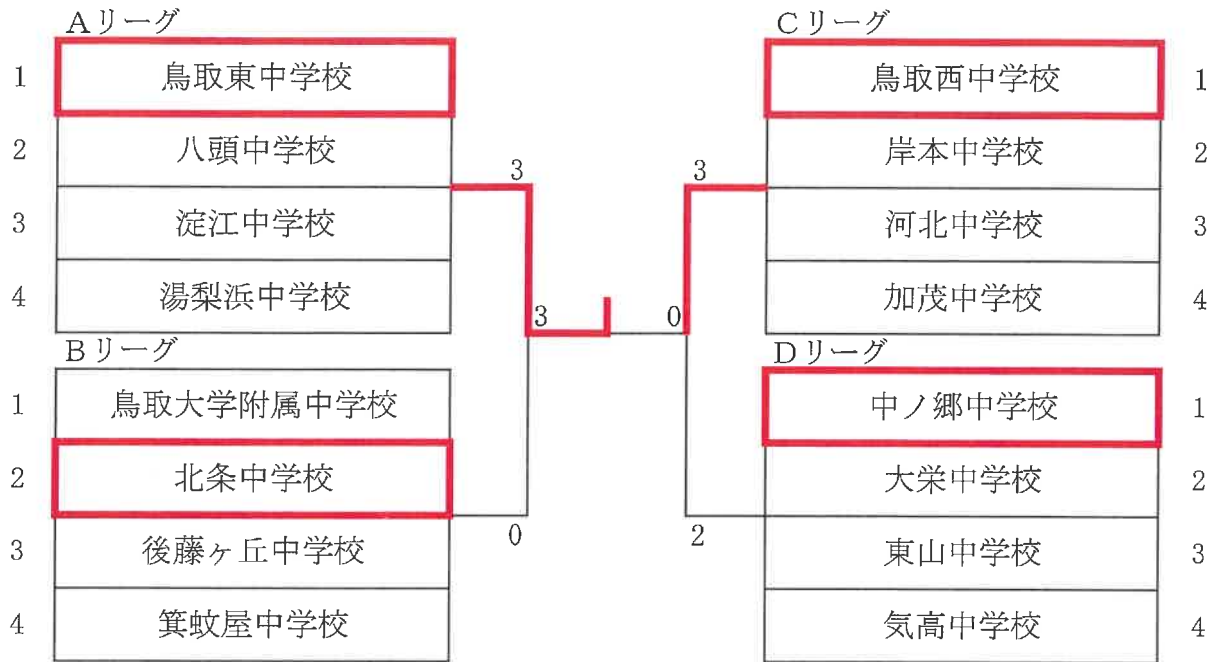 Aリーグ
1 鳥取東中学校
2 八頭中学校
3 淀江中学校
4 湯梨浜中学校
Bリーグ
1 鳥取大学附属中学校
2 北条中学校
3 後藤ヶ丘中学校
4 箕蚊屋中学校
3
3
0
0
3
2
Cリーグ
鳥取西中学校 1
岸本中学校 2
河北中学校 3
加茂中学校 4
Dリーグ
中ノ郷中学校 1
大栄中学校 2
東山中学校 3
気高中学校 4